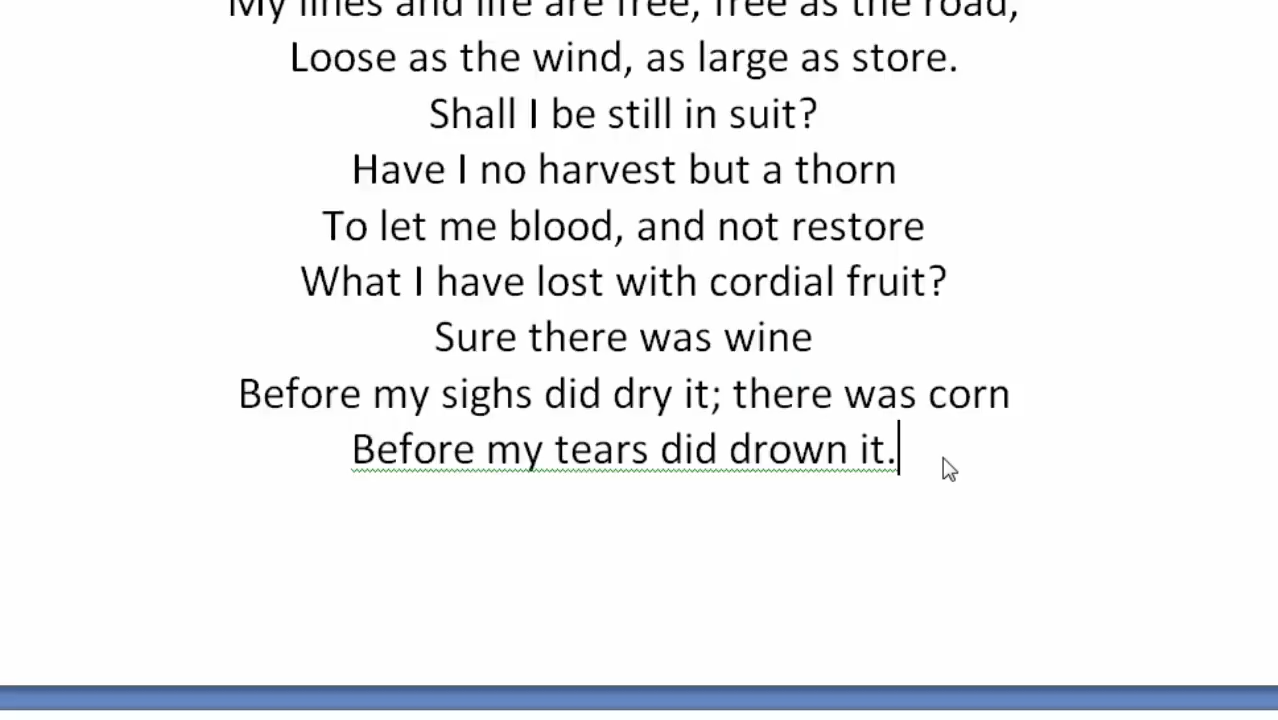 My lines and life are free, free as the road,
Loose as the wind, as large as store.
Shall I be still in suit?
Have I no harvest but a thorn
To let me blood, and not restore
What I have lost with cordial fruit?
Sure there was wine
Before my sighs did dry it; there was corn
Before my tears did drown it.